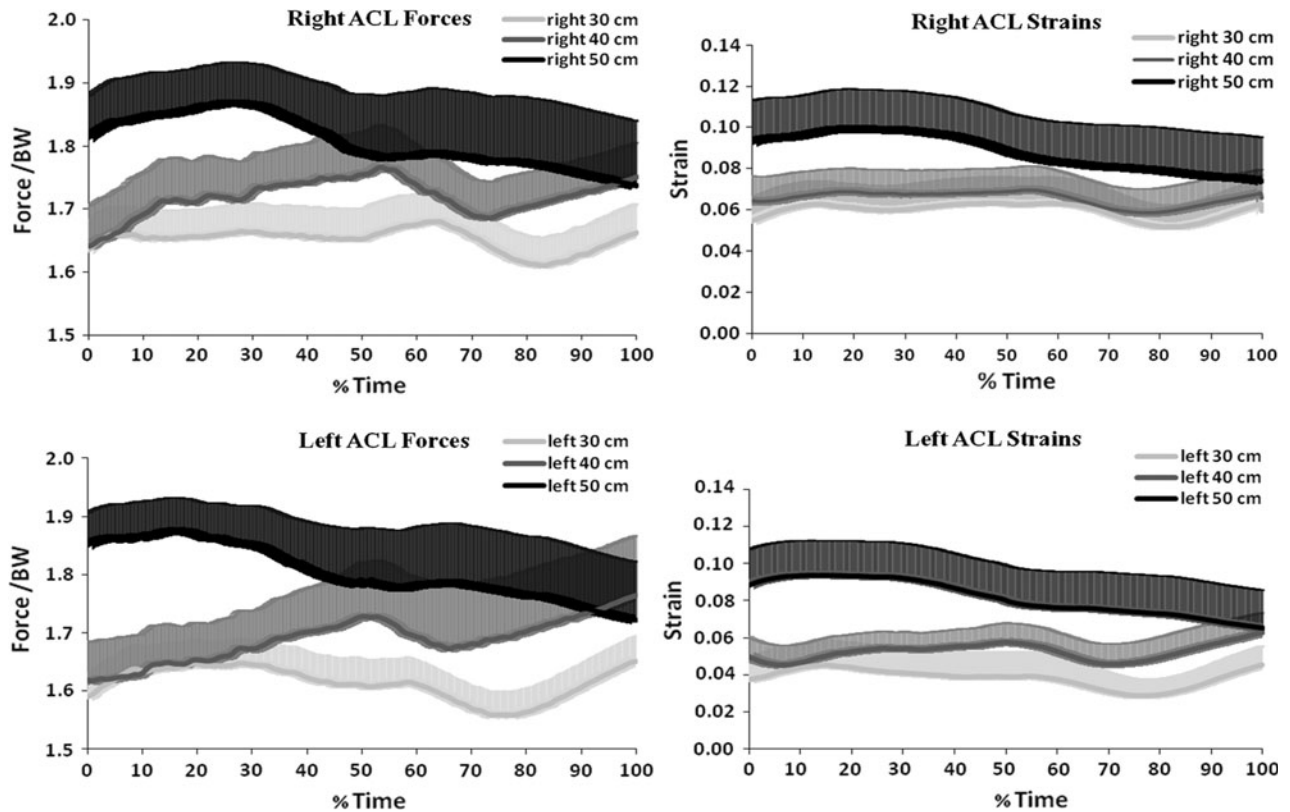 Right ACL Forces
right 30 cm
right 40 cm
right 50 cm
Force /BW
2.0
1.9
1.8
1.7
1.6
1.5
0 10 20 30 40 50 60 70 80 90 100
% Time
Right ACL Strains
right 30 cm
right 40 cm
right 50 cm
Strain
0.14
0.12
0.10
0.08
0.06
0.04
0.02
0.00
0 10 20 30 40 50 60 70 80 90 100
% Time
Left ACL Forces
left 30 cm
left 40 cm
left 50 cm
Force /BW
2.0
1.9
1.8
1.7
1.6
1.5
0 10 20 30 40 50 60 70 80 90 100
% Time
Left ACL Strains
left 30 cm
left 40 cm
left 50 cm
Strain
0.14
0.12
0.10
0.08
0.06
0.04
0.02
0.00
0 10 20 30 40 50 60 70 80 90 100
% Time